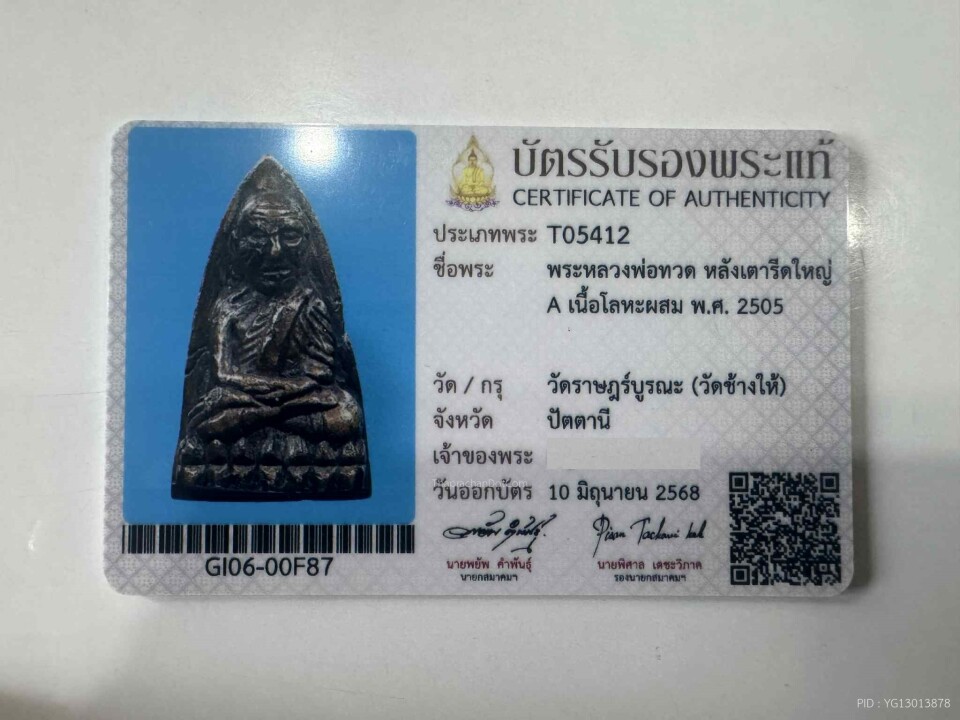 บัตรรับรองพระแท้
CERTIFICATE OF AUTHENTICITY
ประเภทพระ T05412
ชื่อพระ พระหลวงพ่อทวด หลังเตารีดใหญ่
A เนื้อโลหะผสม พ.ศ. 2505
วัด / กรุ วัดราษฎร์บูรณะ (วัดช้างให้)
จังหวัด ปัตตานี
เจ้าของพระ
วันออกบัตร 10 มิถุนายน 2568
นายพยัพ คำพันธุ์
นายกสมาคมฯ
นายพิศาล เตชะวิภาค
รองนายกสมาคมฯ
GI06-00F87
PID : YG13013878